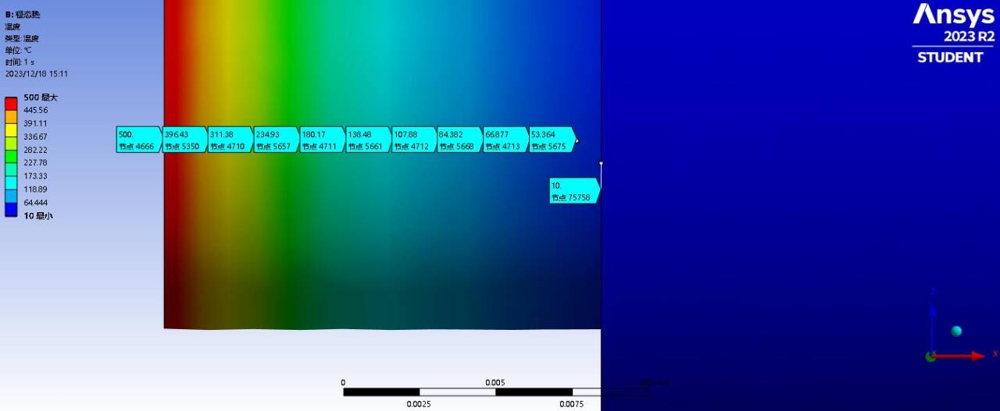 B: 稳态热
温度
类型: 温度
单位: ℃
时间: 1 s
2023/12/18 15:11
500 最大
445.56
391.11
336.67
282.22
227.78
173.33
118.89
64.444
10 最小
Ansys
2023 R2
STUDENT
500.
节点 4666
396.43
节点 5350
311.38
节点 4710
234.93
节点 5657
180.17
节点 4711
138.48
节点 5661
107.88
节点 4712
84.382
节点 5668
66.877
节点 4713
53.364
节点 5675
10.
节点 75758
Z
X
0
0.005
0.0025
0.0075